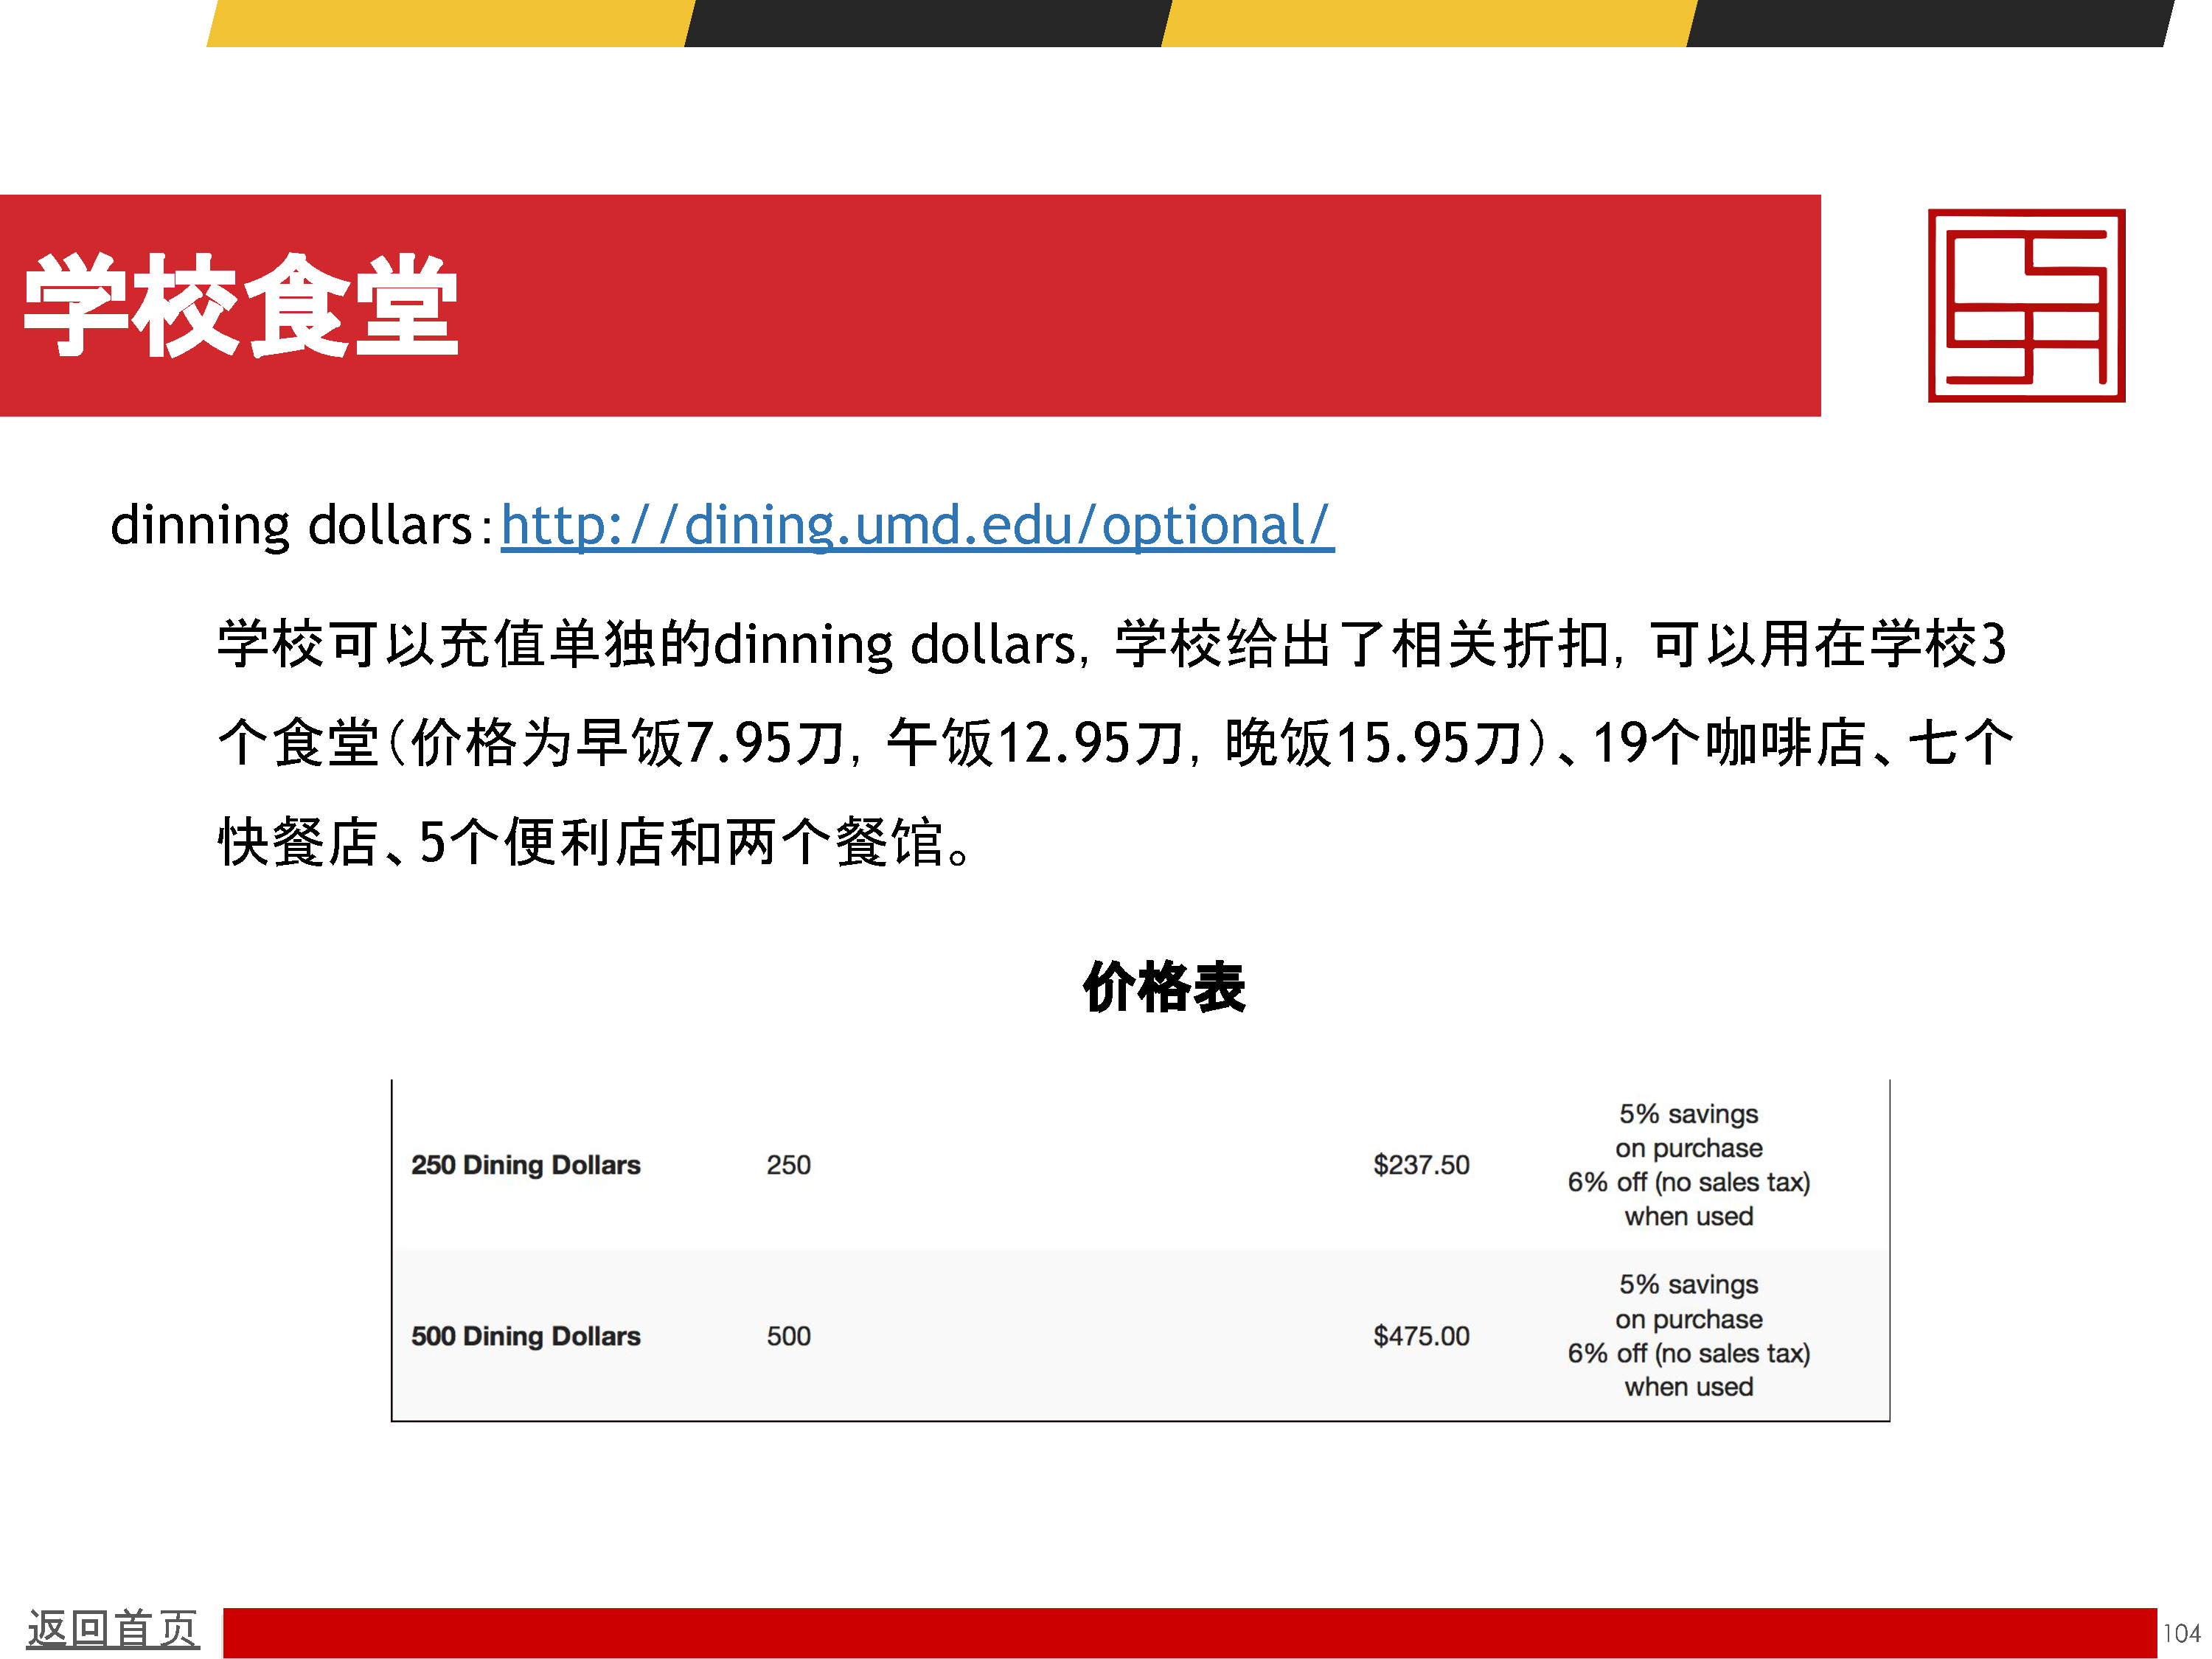 学校食堂
dinning dollars：http://dining.umd.edu/optional/
学校可以充值单独的dinning dollars，学校给出了相关折扣，可以用在学校3
个食堂（价格为早饭7.95刀，午饭12.95刀，晚饭15.95刀）、19个咖啡店、七个
快餐店、5个便利店和两个餐馆。
价格表
5% savings
on purchase
250 Dining Dollars 250 $237.50
6% off (no sales tax)
when used
5% savings
on purchase
500 Dining Dollars 500 $475.00
6% off (no sales tax)
when used
返回首页
104